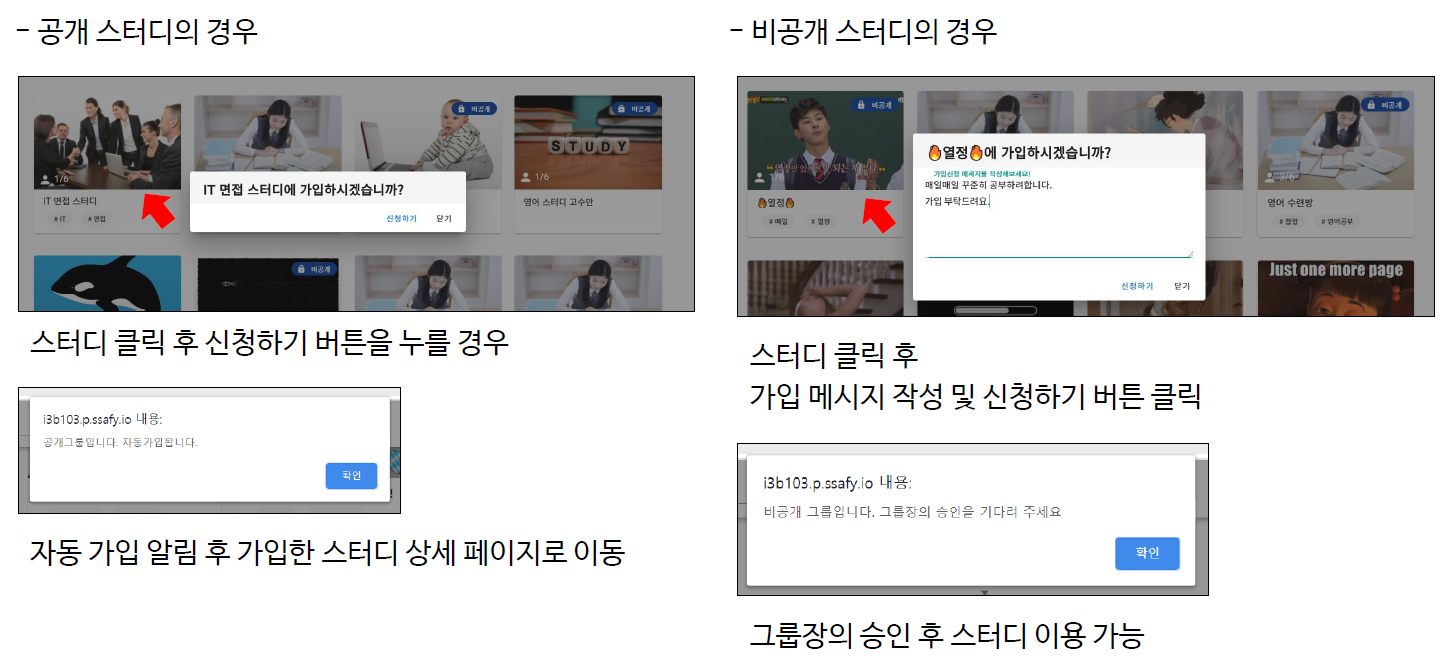 - 공개 스터디의 경우
비공개
비공개
STUDY
1/6
1/6
IT 면접 스터디
# IT # 면접
영어 스터디 고수만
IT 면접 스터디에 가입하시겠습니까?
신청하기 닫기
비공개
스터디 클릭 후 신청하기 버튼을 누를 경우
i3b103.p.ssafy.io 내용:
공개그룹입니다. 자동가입됩니다.
확인
자동 가입 알림 후 가입한 스터디 상세 페이지로 이동
- 비공개 스터디의 경우
비공개
비공개
🔥열정🔥
# 매일 # 열정
3/6
영어 수련방
# 합합 # 영어공부
🔥열정🔥에 가입하시겠습니까?
가입신청 메세지를 작성해보세요!
매일매일 꾸준히 공부하려합니다.
가입 부탁드려요.
신청하기 닫기
Just one more page
스터디 클릭 후
가입 메시지 작성 및 신청하기 버튼 클릭
i3b103.p.ssafy.io 내용:
비공개 그룹입니다. 그룹장의 승인을 기다려 주세요
확인
그룹장의 승인 후 스터디 이용 가능